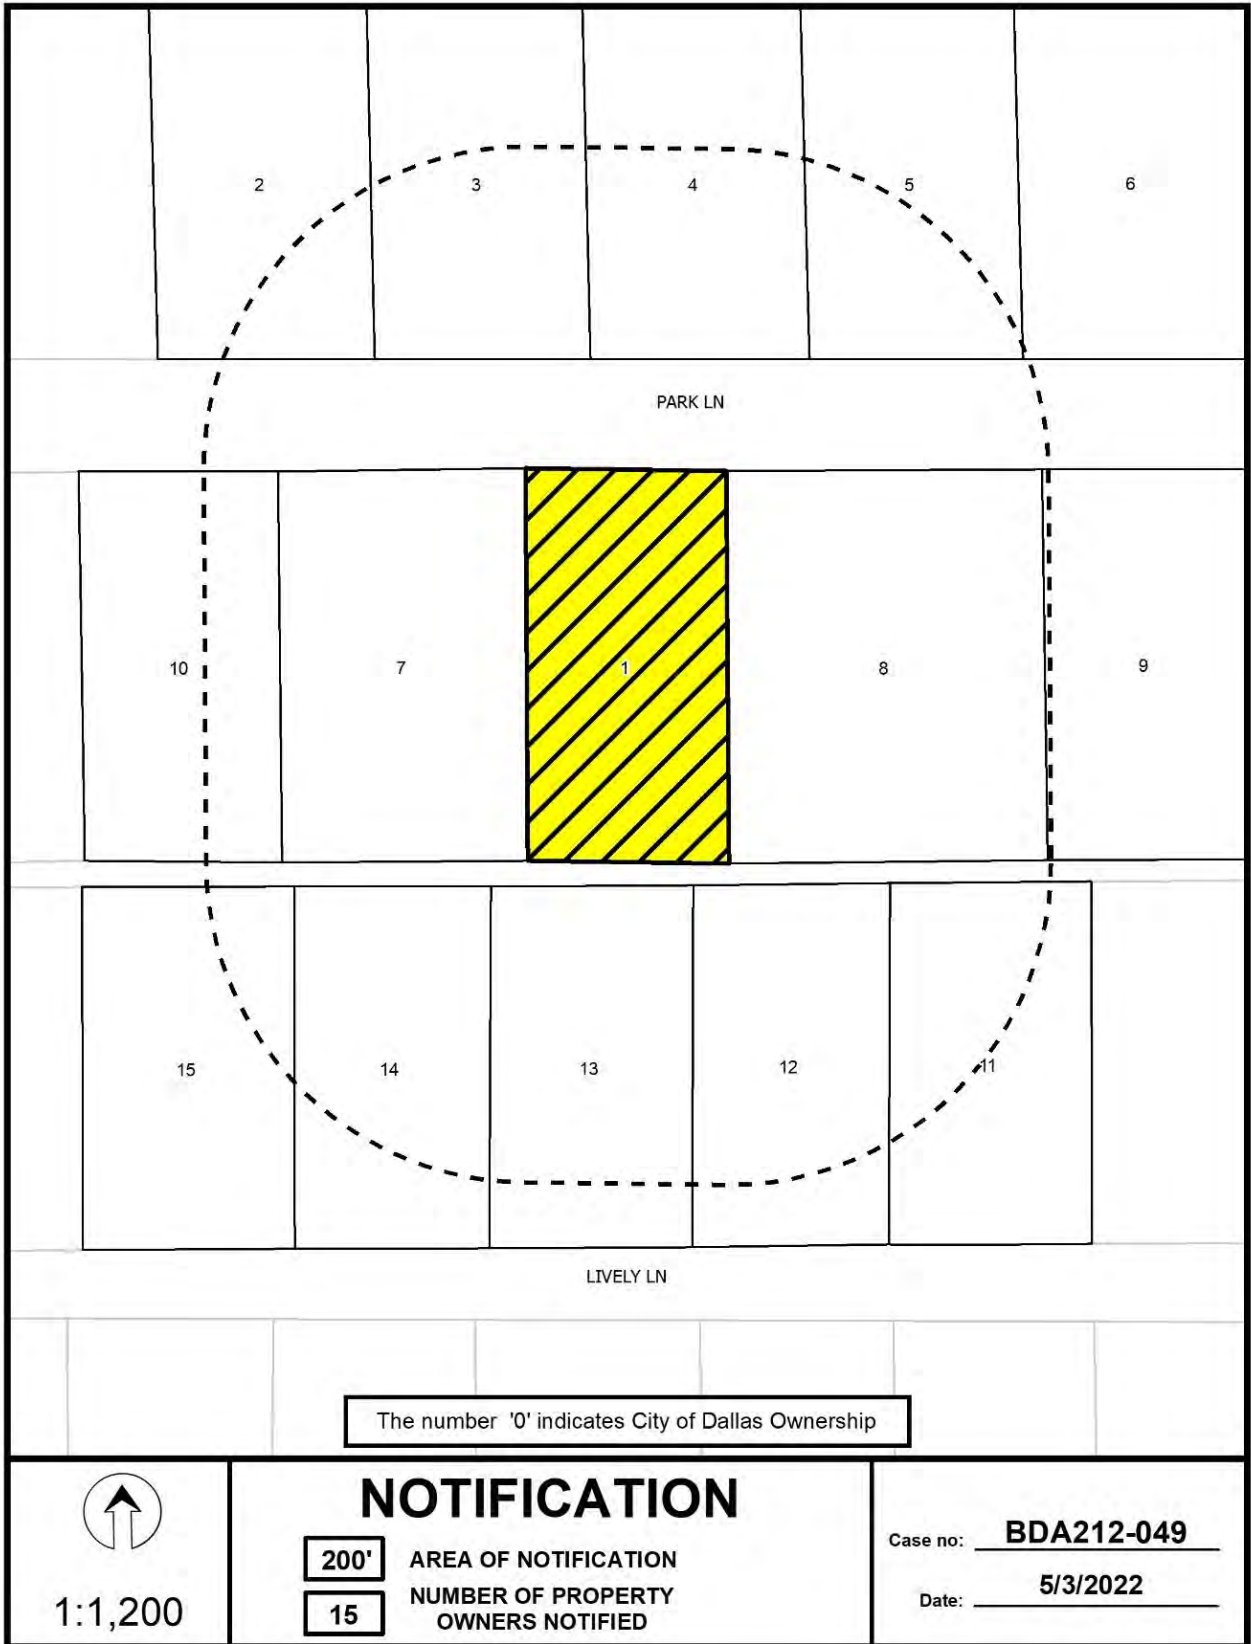 2
3
4
5
6
PARK LN
10
7
1
8
9
15
14
13
12
11
LIVELY LN
The number '0' indicates City of Dallas Ownership
1:1,200
NOTIFICATION
200' AREA OF NOTIFICATION
15 NUMBER OF PROPERTY
OWNERS NOTIFIED
Case no: BDA212-049
Date: 5/3/2022